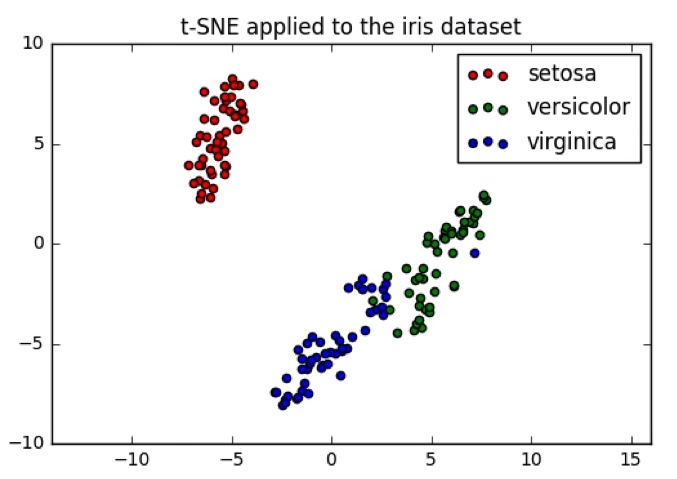 t-SNE applied to the iris dataset
10
setosa
versicolor
virginica
5
0
−5
−10
−10 −5 0 5 10 15